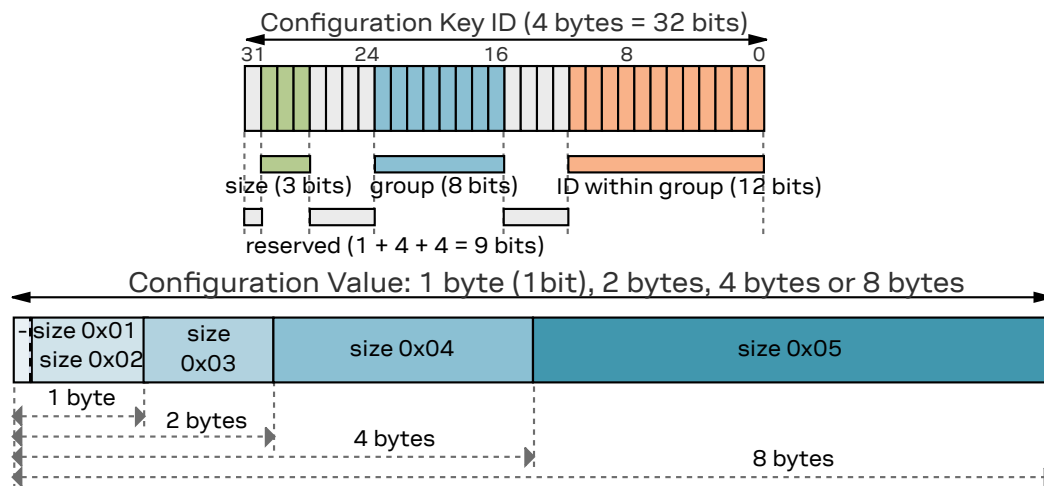 Configuration Key ID (4 bytes = 32 bits)
31 24 16 8 0
size (3 bits) group (8 bits) ID within group (12 bits)
reserved (1 + 4 + 4 = 9 bits)
Configuration Value: 1 byte (1bit), 2 bytes, 4 bytes or 8 bytes
size 0x01
size 0x02
size
0x03
size 0x04
size 0x05
1 byte
2 bytes
4 bytes
8 bytes